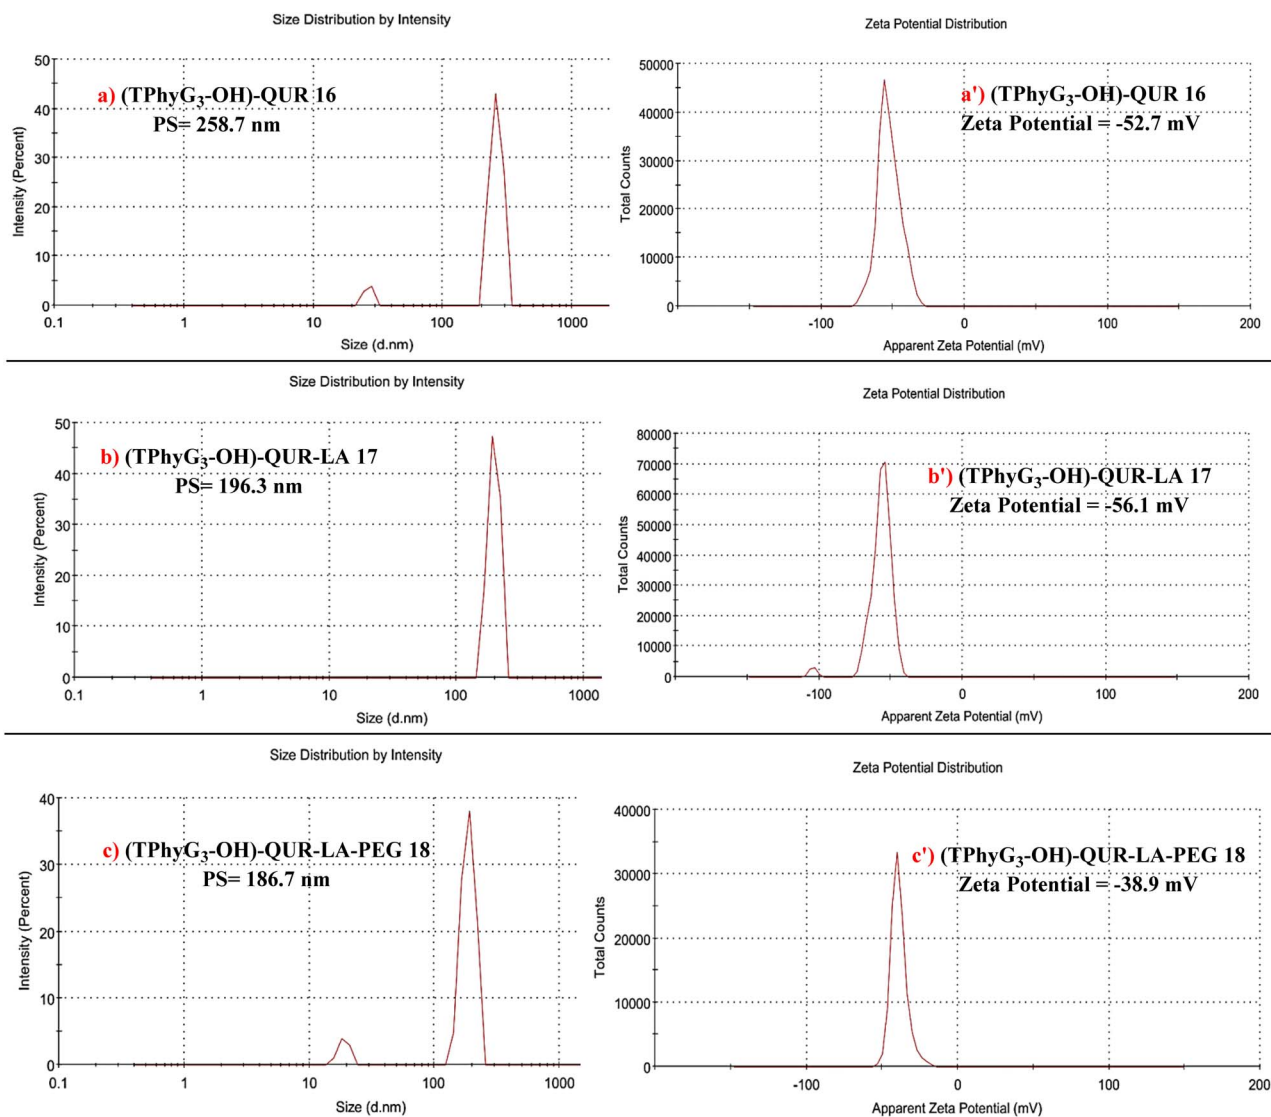 Size Distribution by Intensity
50
40
30
20
10
0
0.1
1
10
100
1000
Intensity (Percent)
Size (d.nm)
a) (TPhyG3-OH)-QUR 16
PS= 258.7 nm
Zeta Potential Distribution
50000
40000
30000
20000
10000
0
-100
0
100
200
Total Counts
Apparent Zeta Potential (mV)
a') (TPhyG3-OH)-QUR 16
Zeta Potential = -52.7 mV
Size Distribution by Intensity
50
40
30
20
10
0
0.1
1
10
100
1000
Intensity (Percent)
Size (d.nm)
b) (TPhyG3-OH)-QUR-LA 17
PS= 196.3 nm
Zeta Potential Distribution
80000
70000
60000
50000
40000
30000
20000
10000
0
-100
0
100
200
Total Counts
Apparent Zeta Potential (mV)
b') (TPhyG3-OH)-QUR-LA 17
Zeta Potential = -56.1 mV
Size Distribution by Intensity
40
30
20
10
0
0.1
1
10
100
1000
Intensity (Percent)
Size (d.nm)
c) (TPhyG3-OH)-QUR-LA-PEG 18
PS= 186.7 nm
Zeta Potential Distribution
40000
30000
20000
10000
0
-100
0
100
200
Total Counts
Apparent Zeta Potential (mV)
c') (TPhyG3-OH)-QUR-LA-PEG 18
Zeta Potential = -38.9 mV